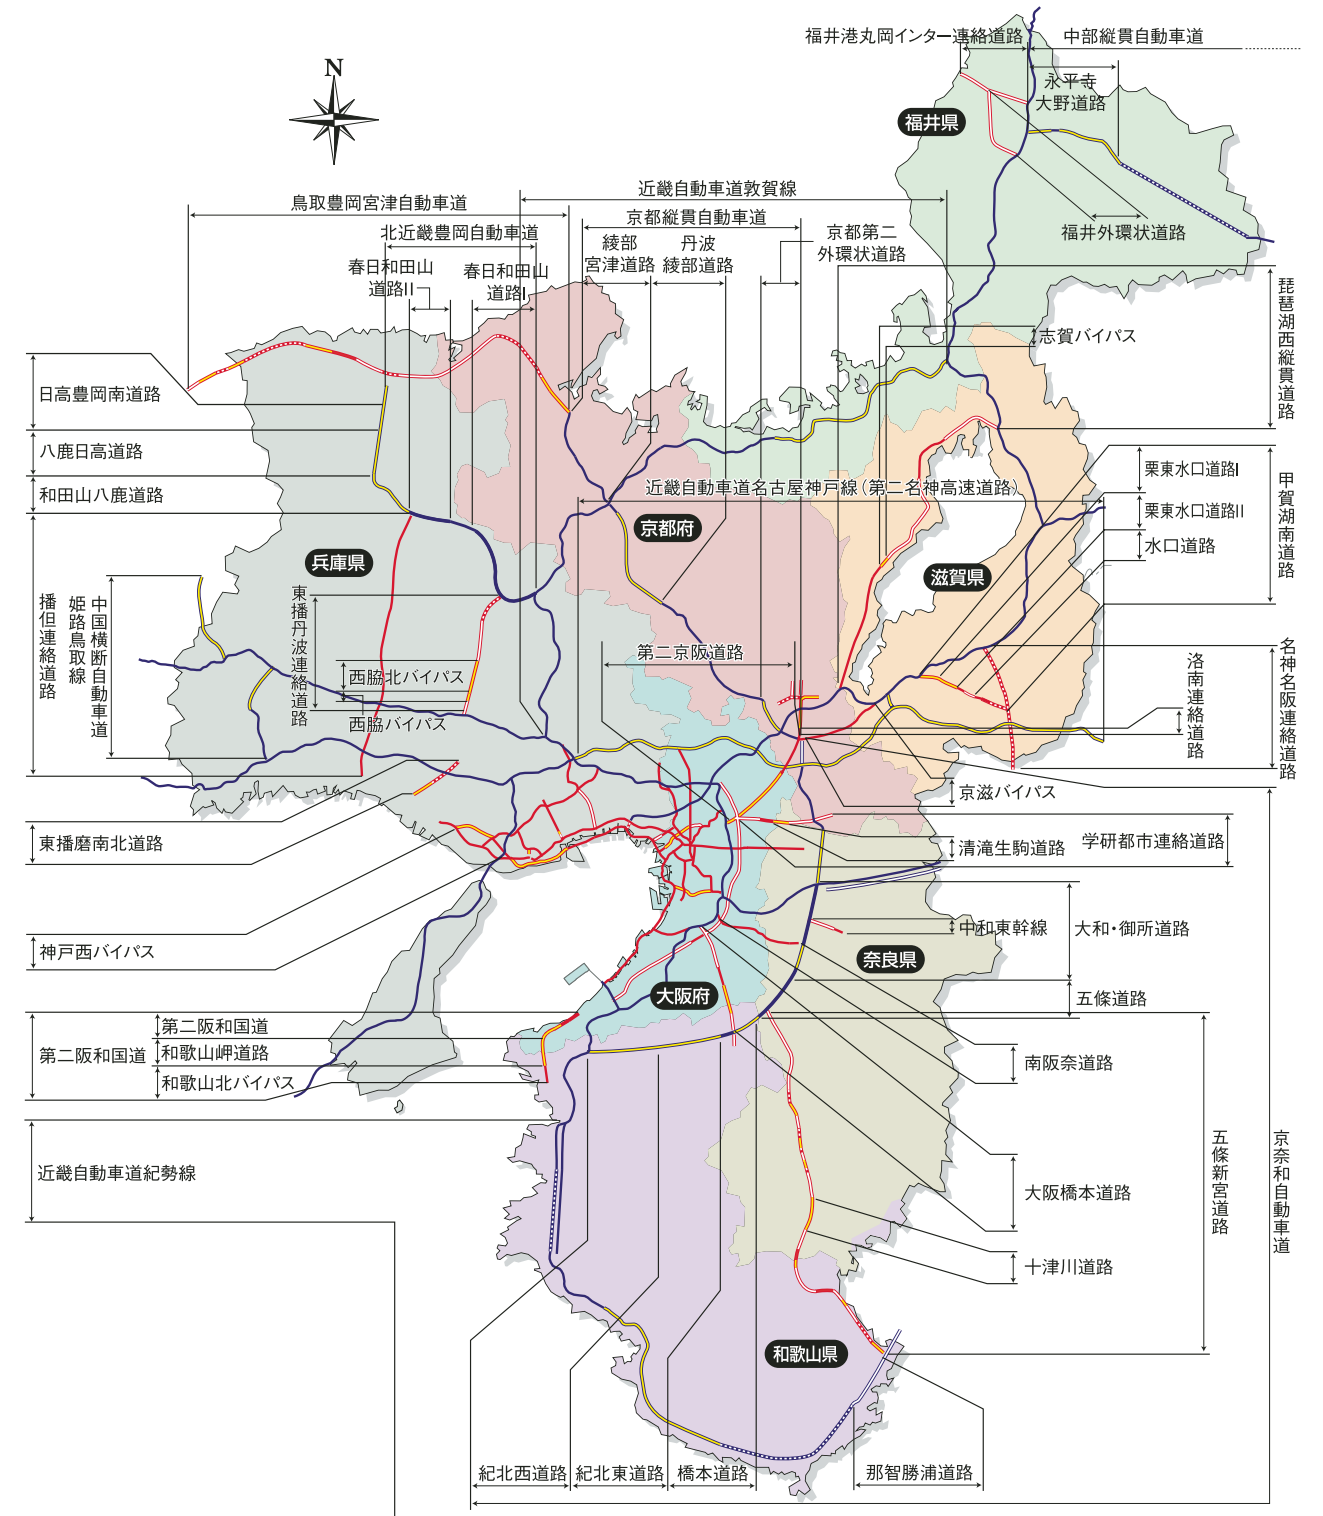 福井港丸岡インター連絡道路
中部縦貫自動車道
N
永平寺
大野道路
福井県
近畿自動車道敦賀線
鳥取豊岡宮津自動車道
京都縦貫自動車道
福井外環状道路
北近畿豊岡自動車道
綾部
宮津道路
丹波
綾部道路
京都第二
外環状道路
春日和田山
道路II
春日和田山
道路I
琵琶湖西縦貫道路
志賀バイパス
日高豊岡南道路
八鹿日高道路
和田山八鹿道路
栗東水口道路I
近畿自動車道名古屋神戸線（第二名神高速道路）
甲賀湖南道路
栗東水口道路II
京都府
水口道路
兵庫県
滋賀県
播但連絡道路
中国横断自動車道
姫路鳥取線
東播丹波連絡道路
第二京阪道路
西脇北バイパス
西脇バイパス
洛南連絡道路
名神名阪連絡道路
京滋バイパス
東播磨南北道路
学研都市連絡道路
清滝生駒道路
中和東幹線
大和・御所道路
神戸西バイパス
奈良県
大阪府
五條道路
第二阪和国道
第二阪和国道
和歌山岬道路
和歌山北バイパス
南阪奈道路
近畿自動車道紀勢線
五條新宮道路
京奈和自動車道
大阪橋本道路
十津川道路
和歌山県
紀北西道路
紀北東道路
橋本道路
那智勝浦道路